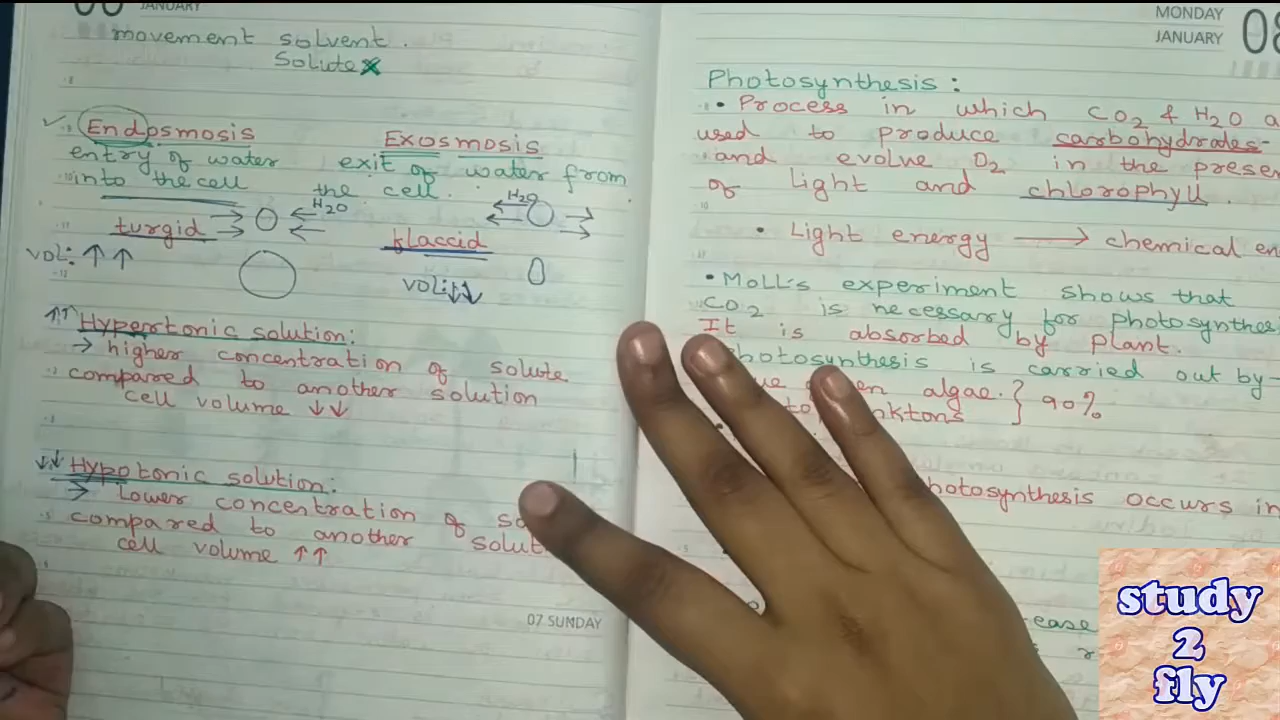 JANUARY
movement solvent.
Solute x
✓ Endosmosis
entry of water
into the cell
H2O
turgid
vol: ↑↑
Exosmosis
exit of water from
the cell.
H2O
flaccid
vol: ↓↓
↑↑ Hypertonic solution:
→ higher concentration of solute
compared to another solution
cell volume ↓↓
↓↓ Hypotonic solution:
→ Lower concentration of
compared to another
cell volume ↑↑
07 SUNDAY
MONDAY
JANUARY
08
Photosynthesis:
• Process in which CO2 & H2O
used to produce carbohydrates
and evolve O2 in the
of Light and chlorophyll.
• Light energy → chemical
• Moll's experiment shows that
CO2 is necessary for
It is absorbed by plant.
Photosynthesis is carried out by-
algae. } 90%
Photosynthesis occurs in
study
2
fly